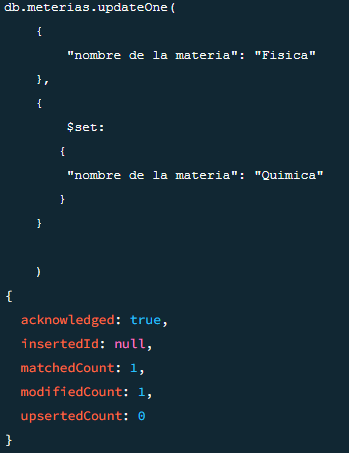 db.meterias.updateOne(
{
"nombre de la materia": "Fisica"
},
{
$set:
{
"nombre de la materia": "Quimica"
}
}
)
{
acknowledged: true,
insertedId: null,
matchedCount: 1,
modifiedCount: 1,
upsertedCount: 0
}